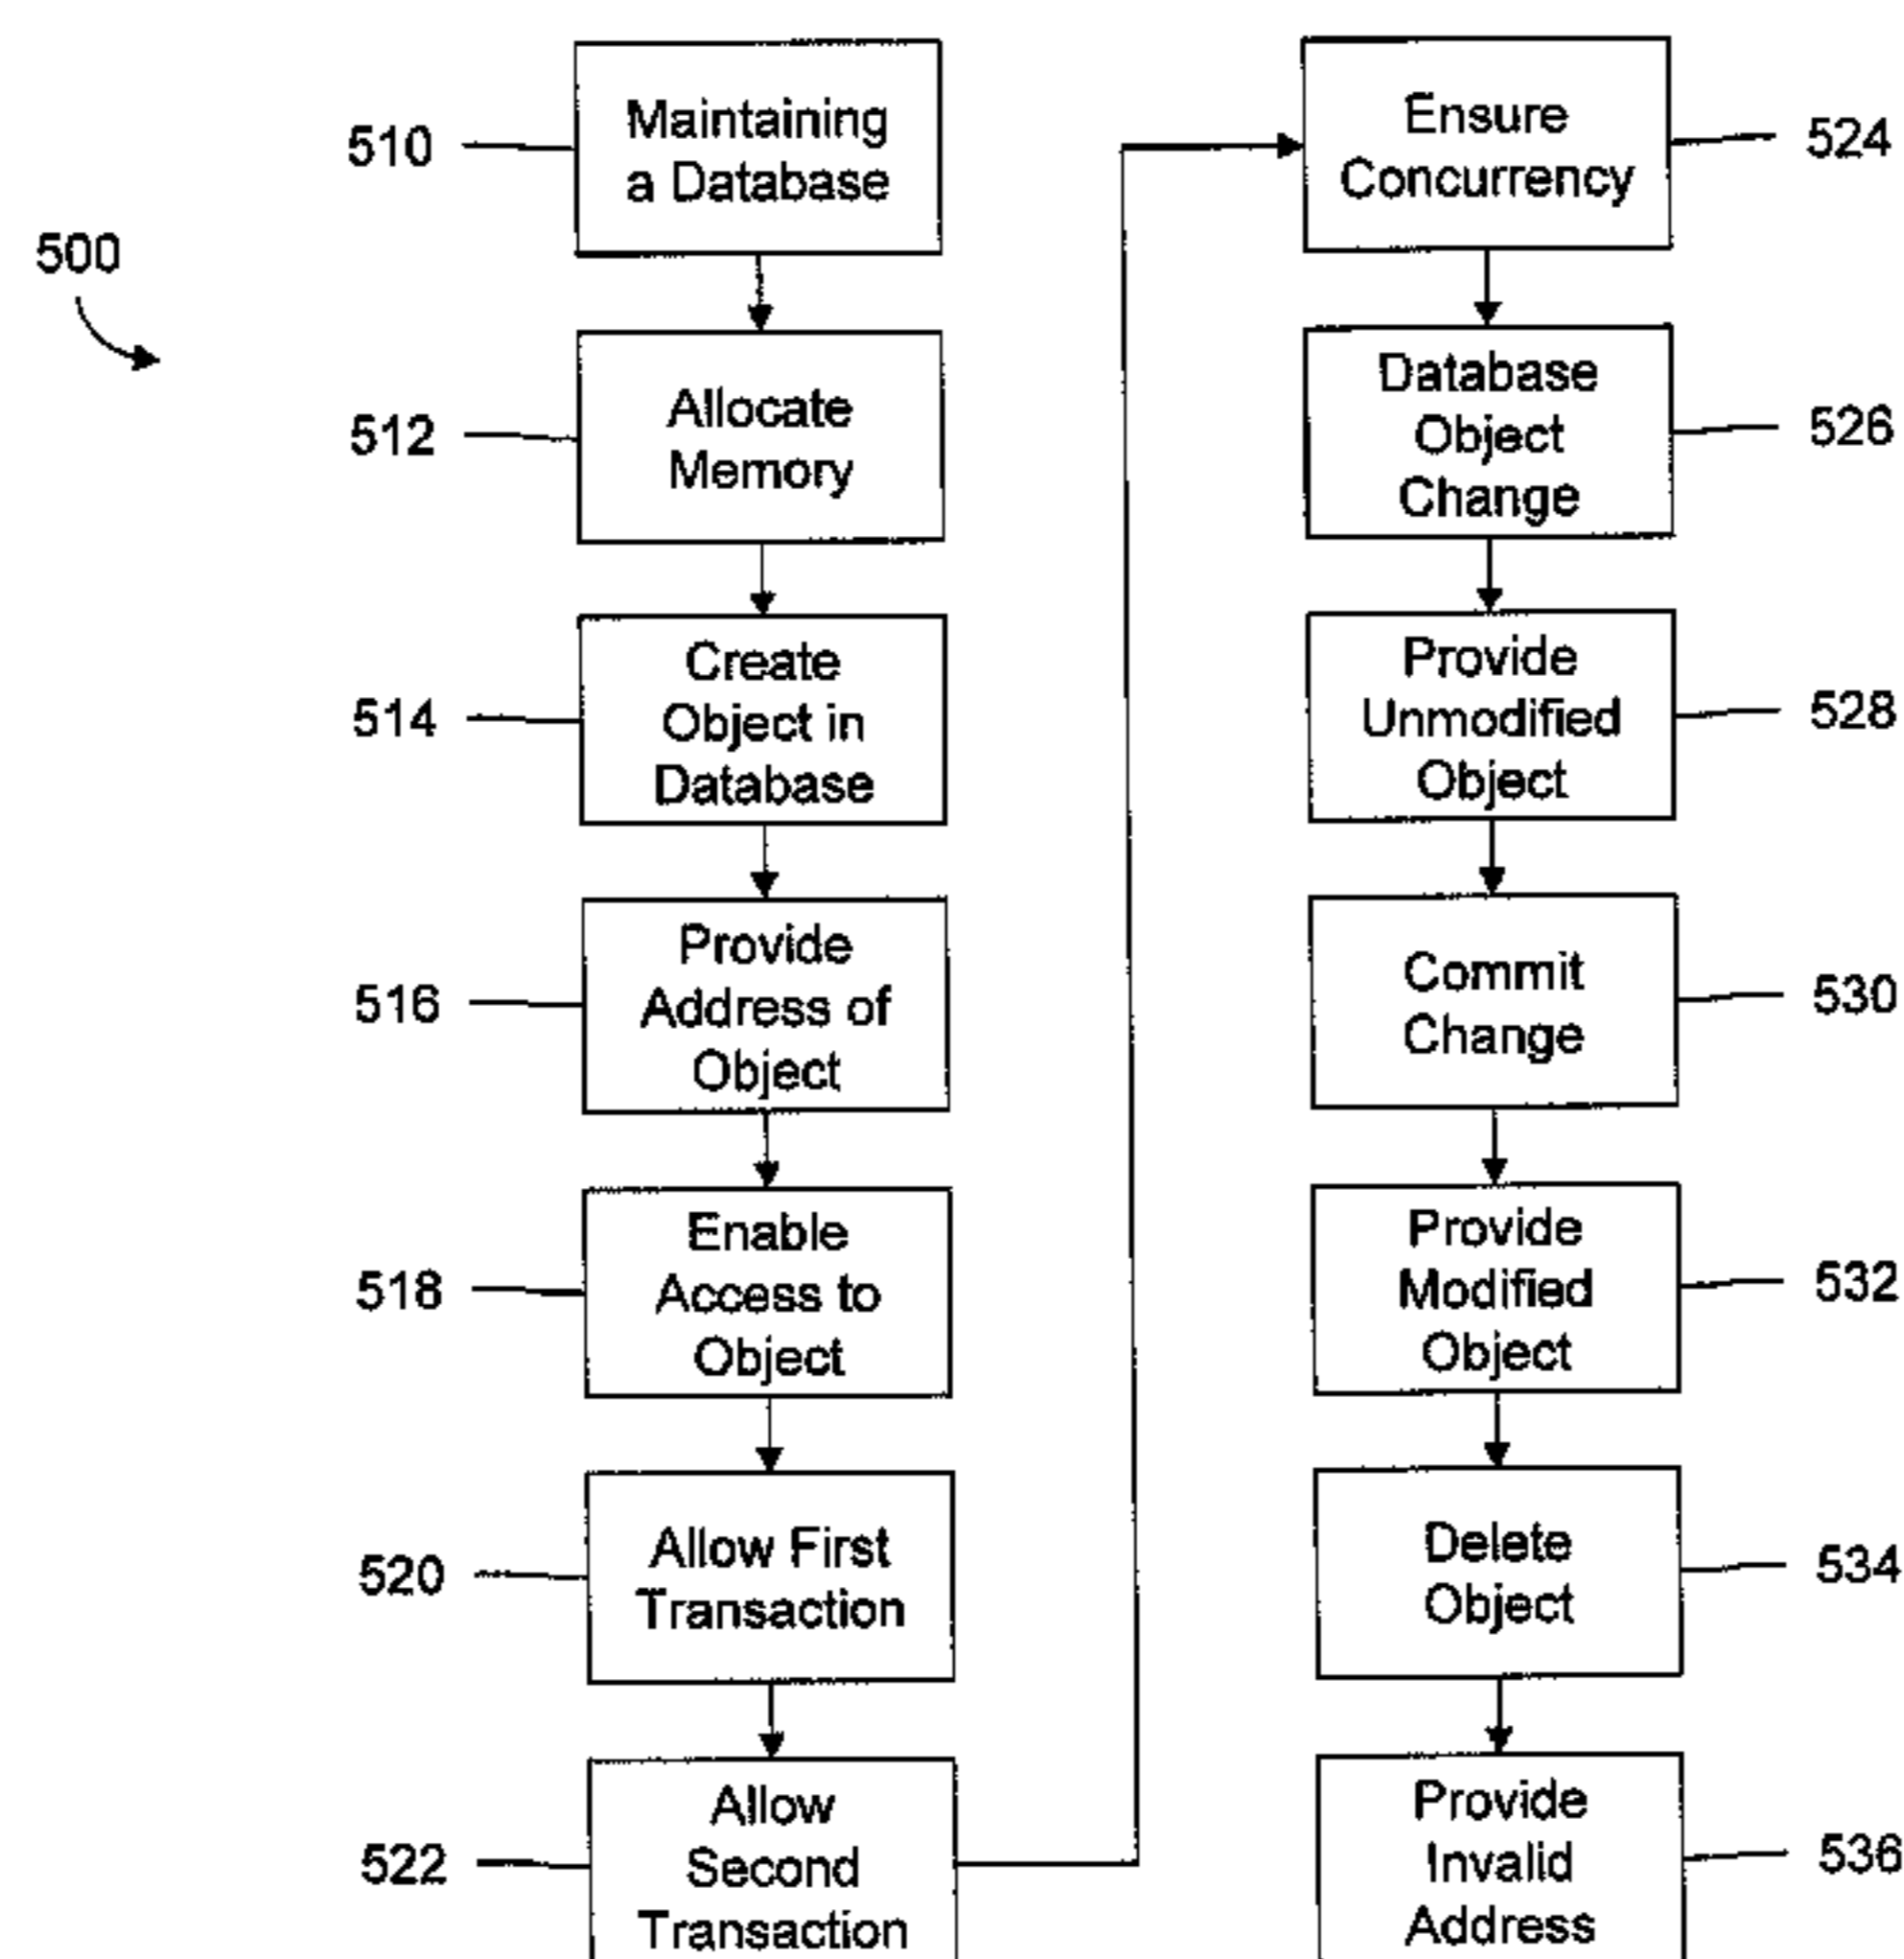 500
510
Maintaining
a Database
512
Allocate
Memory
514
Create
Object in
Database
516
Provide
Address of
Object
518
Enable
Access to
Object
520
Allow First
Transaction
522
Allow
Second
Transaction
Ensure
Concurrency
524
Database
Object
Change
526
Provide
Unmodified
Object
528
Commit
Change
530
Provide
Modified
Object
532
Delete
Object
534
Provide
Invalid
Address
536